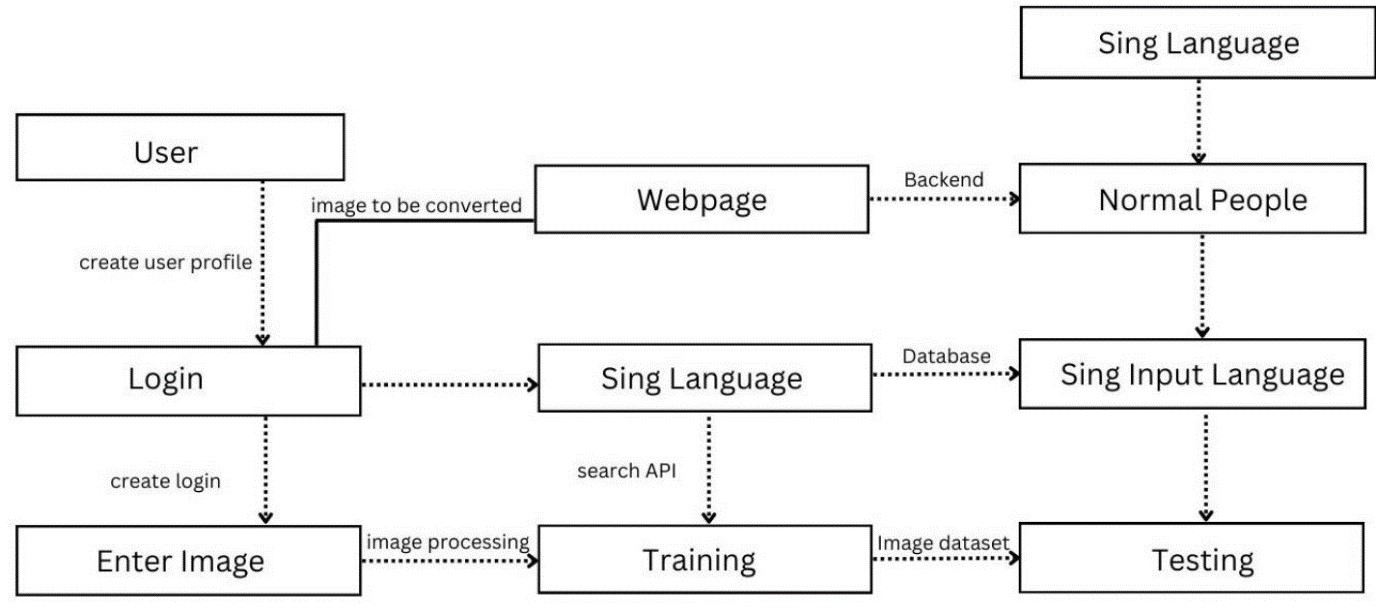 Sing Language
User
Webpage
Backend
Normal People
image to be converted
create user profile
Login
Sing Language
Database
Sing Input Language
create login
search API
Enter Image
image processing
Training
Image dataset
Testing